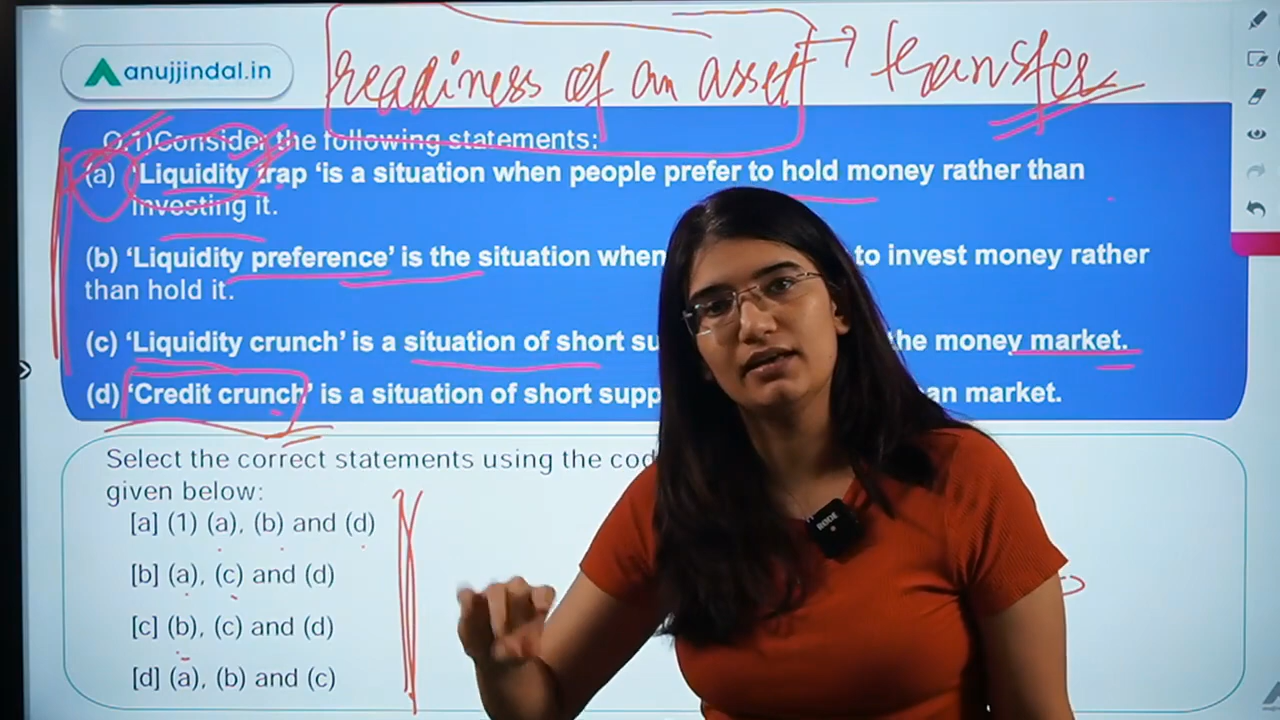 readiness of an asset → transfer
anujjindal.in
Q.1)Consider the following statements:
(a) 'Liquidity trap 'is a situation when people prefer to hold money rather than
investing it.
(b) 'Liquidity preference' is the situation when to invest money rather
than hold it.
(c) 'Liquidity crunch' is a situation of short su the money market.
(d) 'Credit crunch' is a situation of short supp an market.
Select the correct statements using the cod
given below:
[a] (1) (a), (b) and (d)
[b] (a), (c) and (d)
[c] (b), (c) and (d)
[d] (a), (b) and (c)
RODE